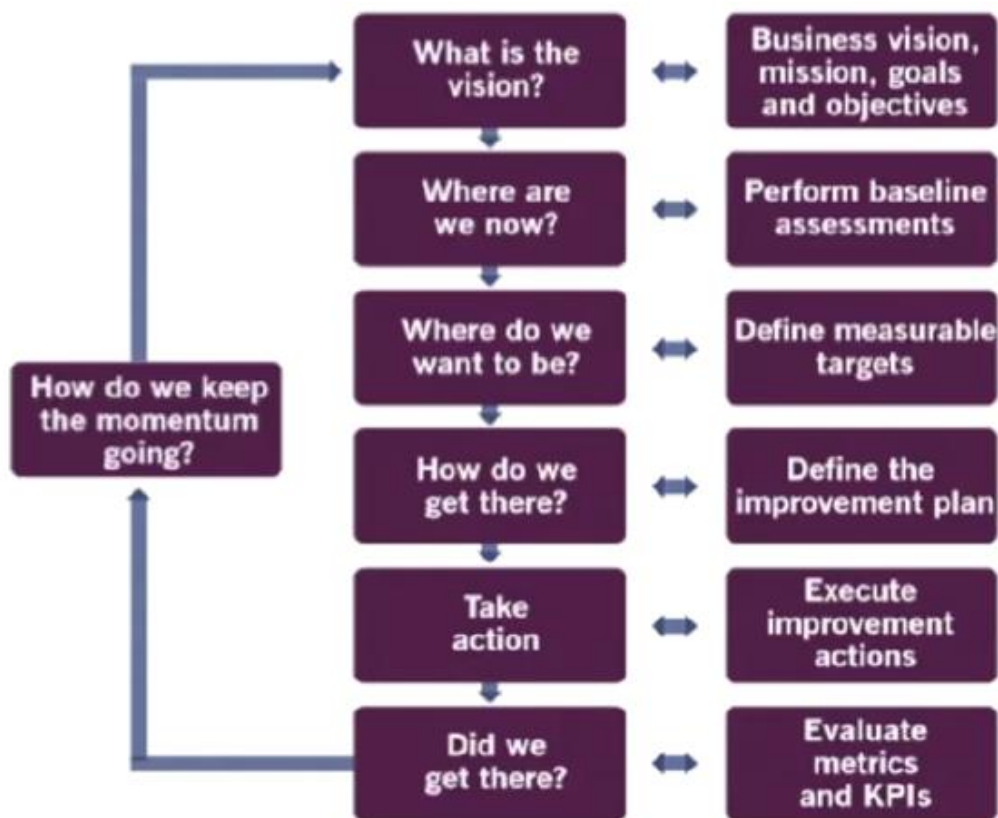 What is the
vision?
Business vision,
mission, goals
and objectives
Where are
we now?
Perform baseline
assessments
Where do we
want to be?
Define measurable
targets
How do we keep
the momentum
going?
How do we
get there?
Define the
improvement plan
Take
action
Execute
improvement
actions
Did we
get there?
Evaluate
metrics
and KPIs